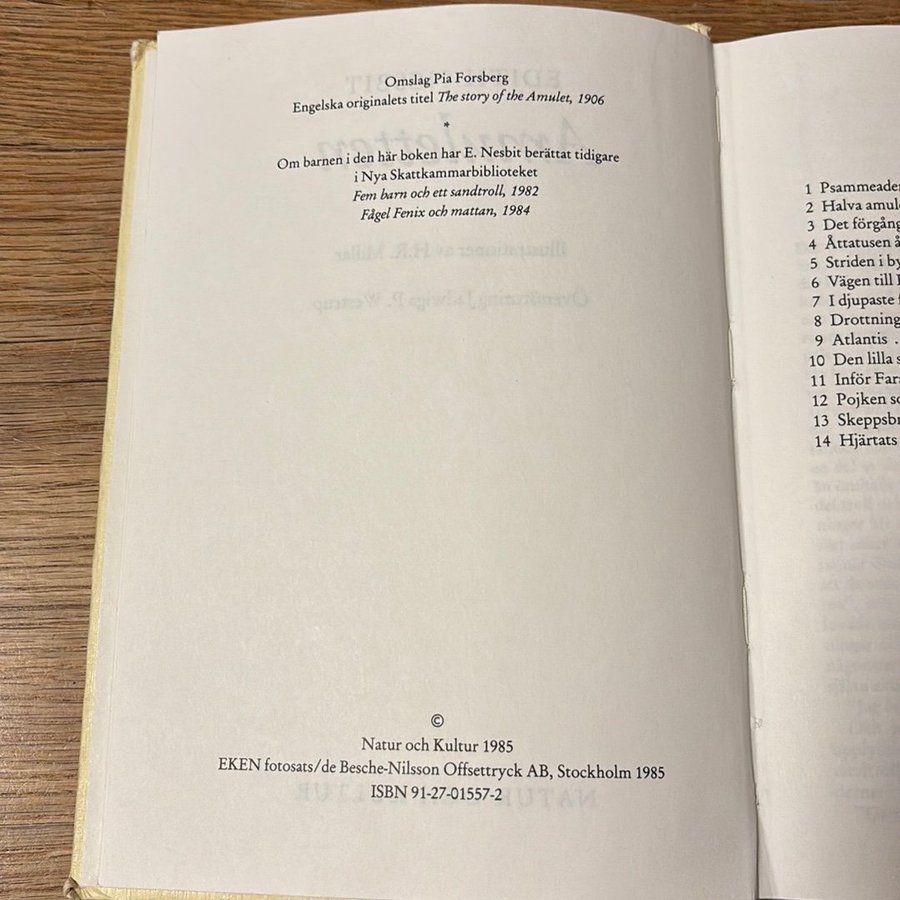 Omslag Pia Forsberg
Engelska originalets titel The story of the Amulet, 1906
*
Om barnen i den här boken har E. Nesbit berättat tidigare
i Nya Skattkammarbiblioteket
Fem barn och ett sandtroll, 1982
Fågel Fenix och mattan, 1984
©
Natur och Kultur 1985
EKEN fotosats/de Besche-Nilsson Offsettryck AB, Stockholm 1985
ISBN 91-27-01557-2
1 Psammeaden
2 Halva amul
3 Det förgång
4 Åttatusen å
5 Striden i by
6 Vägen till
7 I djupaste
8 Drottning
9 Atlantis .
10 Den lilla s
11 Inför Fara
12 Pojken so
13 Skeppsbr
14 Hjärtats